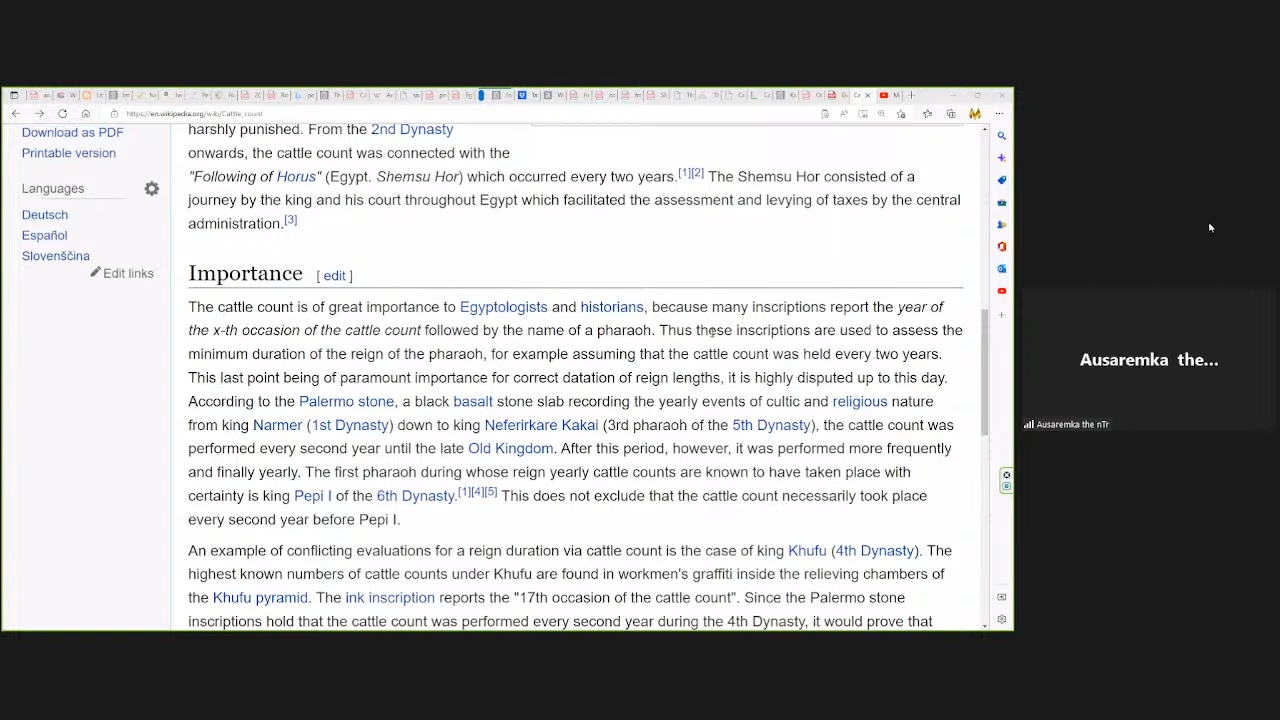 https://en.wikipedia.org/wiki/Cattle_count
Download as PDF
Printable version
Languages
Deutsch
Español
Slovenščina
Edit links
harshly punished. From the 2nd Dynasty
onwards, the cattle count was connected with the
"Following of Horus" (Egypt. Shemsu Hor) which occurred every two years.[1][2] The Shemsu Hor consisted of a
journey by the king and his court throughout Egypt which facilitated the assessment and levying of taxes by the central
administration.[3]
Importance [ edit ]
The cattle count is of great importance to Egyptologists and historians, because many inscriptions report the year of
the x-th occasion of the cattle count followed by the name of a pharaoh. Thus these inscriptions are used to assess the
minimum duration of the reign of the pharaoh, for example assuming that the cattle count was held every two years.
This last point being of paramount importance for correct datation of reign lengths, it is highly disputed up to this day.
According to the Palermo stone, a black basalt stone slab recording the yearly events of cultic and religious nature
from king Narmer (1st Dynasty) down to king Neferirkare Kakai (3rd pharaoh of the 5th Dynasty), the cattle count was
performed every second year until the late Old Kingdom. After this period, however, it was performed more frequently
and finally yearly. The first pharaoh during whose reign yearly cattle counts are known to have taken place with
certainty is king Pepi I of the 6th Dynasty.[1][4][5] This does not exclude that the cattle count necessarily took place
every second year before Pepi I.
An example of conflicting evaluations for a reign duration via cattle count is the case of king Khufu (4th Dynasty). The
highest known numbers of cattle counts under Khufu are found in workmen's graffiti inside the relieving chambers of
the Khufu pyramid. The ink inscription reports the "17th occasion of the cattle count". Since the Palermo stone
inscriptions hold that the cattle count was performed every second year during the 4th Dynasty, it would prove that
Ausaremka the...
Ausaremka the nTr